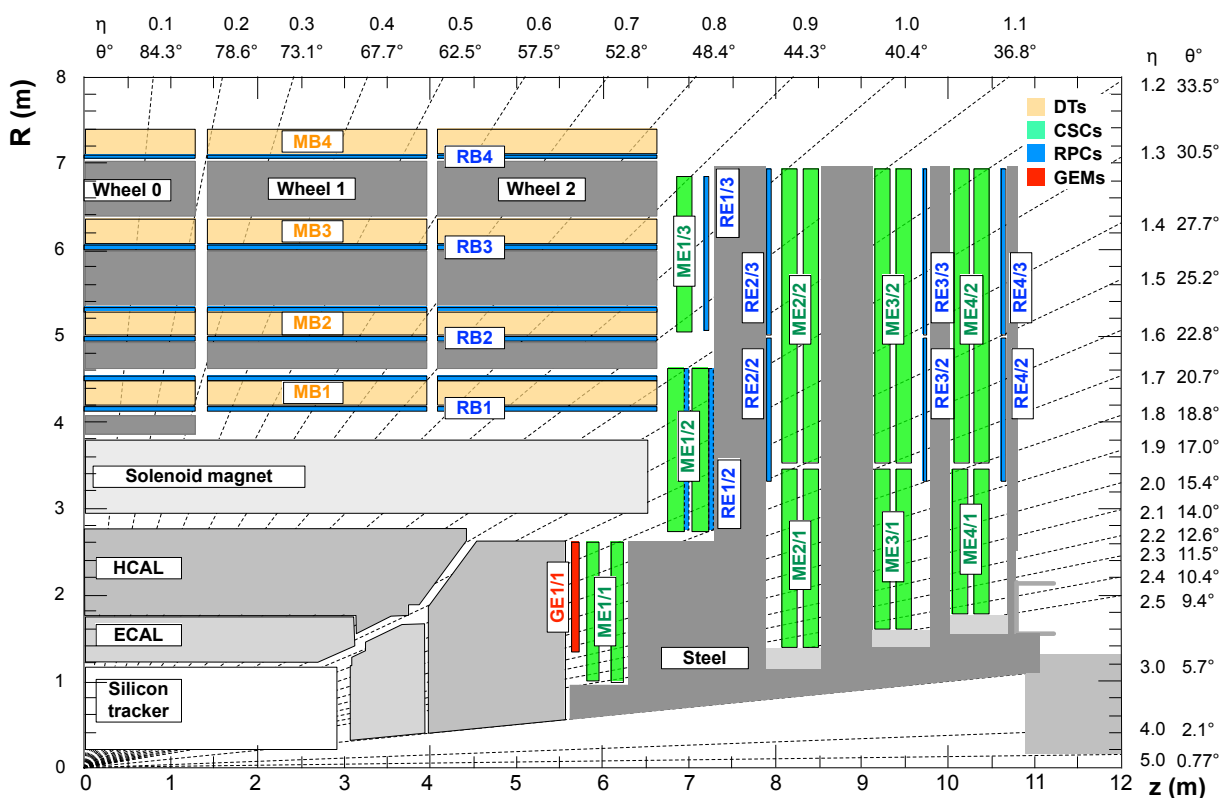 η 0.1 0.2 0.3 0.4 0.5 0.6 0.7 0.8 0.9 1.0 1.1
θ° 84.3° 78.6° 73.1° 67.7° 62.5° 57.5° 52.8° 48.4° 44.3° 40.4° 36.8° η θ°
R (m)
8
7
6
5
4
3
2
1
0
1.2 33.5°
1.3 30.5°
1.4 27.7°
1.5 25.2°
1.6 22.8°
1.7 20.7°
1.8 18.8°
1.9 17.0°
2.0 15.4°
2.1 14.0°
2.2 12.6°
2.3 11.5°
2.4 10.4°
2.5 9.4°
3.0 5.7°
4.0 2.1°
5.0 0.77°
DTs
CSCs
RPCs
GEMs
MB4
RB4
Wheel 0 Wheel 1 Wheel 2
MB3
RB3
MB2
RB2
MB1
RB1
Solenoid magnet
HCAL
ECAL
Silicon
tracker
Steel
GE1/1
ME1/1
ME1/2
RE1/2
ME1/3
RE1/3
RE2/3
RE2/2
ME2/2
ME2/1
ME3/2
ME3/1
RE3/3
RE3/2
ME4/2
ME4/1
RE4/3
RE4/2
0 1 2 3 4 5 6 7 8 9 10 11 12
z (m)